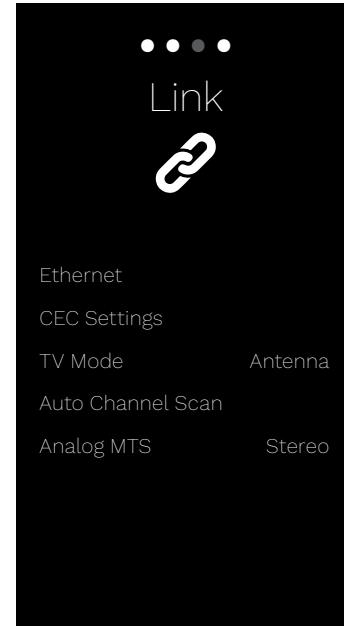 Link
Ethernet
CEC Settings
TV Mode Antenna
Auto Channel Scan
Analog MTS Stereo